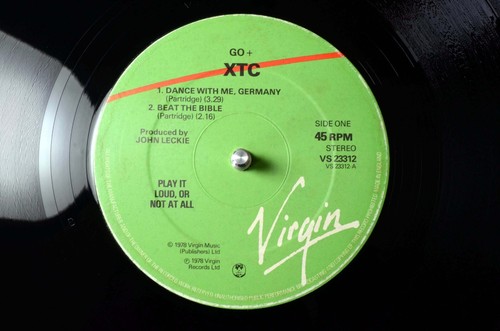 GO +
XTC
1. DANCE WITH ME, GERMANY
(Partridge) (3.29)
2. BEAT THE BIBLE
(Partridge) (2.16)
Produced by
JOHN LECKIE
SIDE ONE
45 RPM
STEREO
VS 23312
VS 23312-A
PLAY IT
LOUD, OR
NOT AT ALL
Virgin
© 1978 Virgin Music
(Publishers) Ltd
℗ 1978 Virgin
Records Ltd